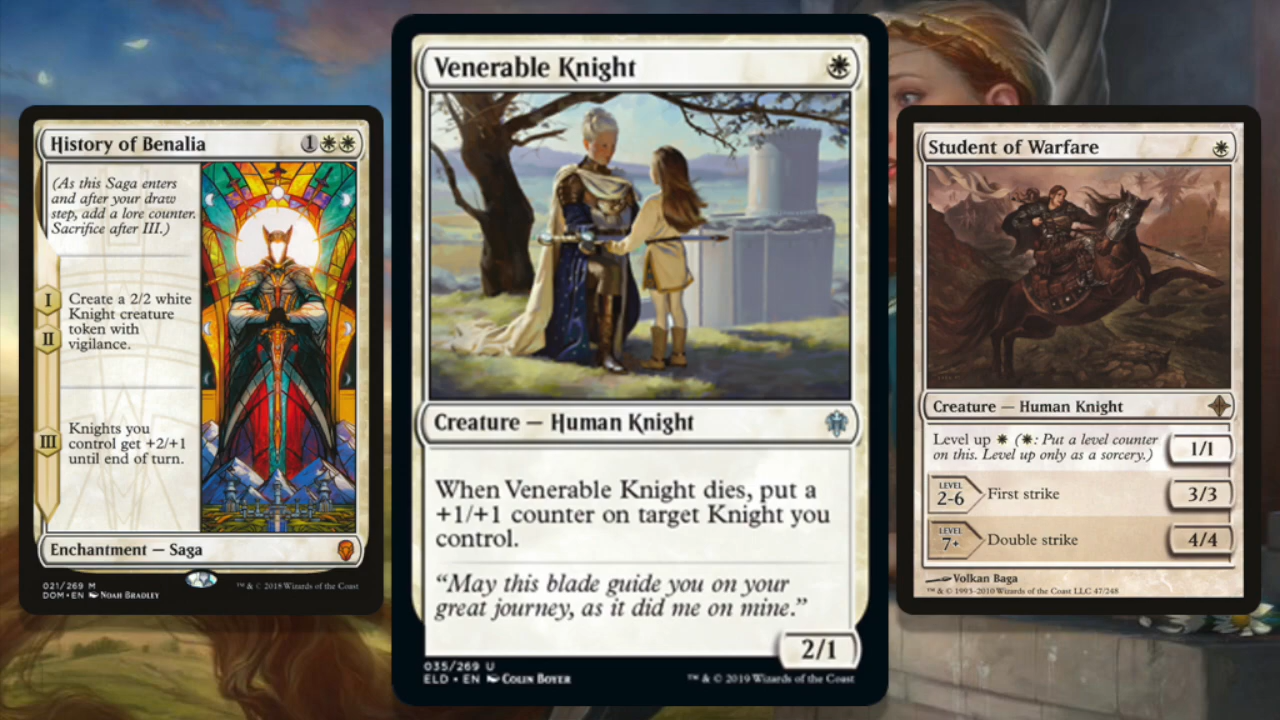 History of Benalia 1
(As this Saga enters
and after your draw
step, add a lore counter.
Sacrifice after III.)
I
Create a 2/2 white
Knight creature
II
token with
vigilance.
III
Knights you
control get +2/+1
until end of turn.
Enchantment — Saga
021/269 M
DOM • EN Noah Bradley
™ & © 2018 Wizards of the Coast
Venerable Knight
Creature — Human Knight
When Venerable Knight dies, put a
+1/+1 counter on target Knight you
control.
“May this blade guide you on your
great journey, as it did me on mine.”
2/1
035/269 U
ELD • EN Colin Boyer
™ & © 2019 Wizards of the Coast
Student of Warfare
Creature — Human Knight
Level up (: Put a level counter
on this. Level up only as a sorcery.)
1/1
LEVEL
2-6
First strike
3/3
LEVEL
7+
Double strike
4/4
Volkan Baga
™ & © 1993-2010 Wizards of the Coast LLC 47/248